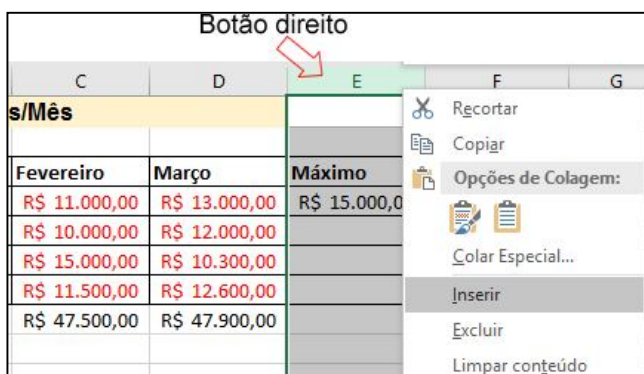 Botão direito
C D E F G
s/Mês
Recortar
Copiar
Fevereiro Março Máximo Opções de Colagem:
R$ 11.000,00 R$ 13.000,00 R$ 15.000,0
R$ 10.000,00 R$ 12.000,00
R$ 15.000,00 R$ 10.300,00 Colar Especial...
R$ 11.500,00 R$ 12.600,00 Inserir
R$ 47.500,00 R$ 47.900,00
Excluir
Limpar conteúdo